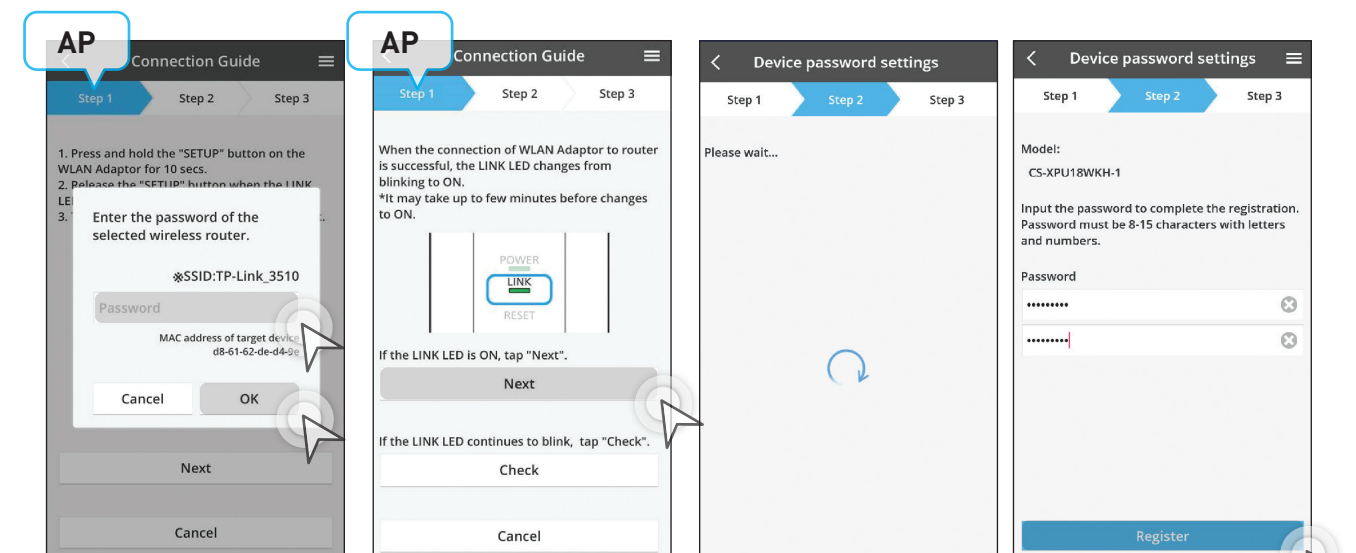 AP
Connection Guide
Step 1
Step 2
Step 3
1. Press and hold the "SETUP" button on the
WLAN Adaptor for 10 secs.
2. Release the "SETUP" button when the LINK
LE
3.
Enter the password of the
selected wireless router.
※SSID:TP-Link_3510
Password
MAC address of target device
d8-61-62-de-d4-9e
Cancel
OK
Next
Cancel
AP
Connection Guide
Step 1
Step 2
Step 3
When the connection of WLAN Adaptor to router
is successful, the LINK LED changes from
blinking to ON.
*It may take up to few minutes before changes
to ON.
POWER
LINK
RESET
If the LINK LED is ON, tap "Next".
Next
If the LINK LED continues to blink, tap "Check".
Check
Cancel
Device password settings
Step 1
Step 2
Step 3
Please wait...
Device password settings
Step 1
Step 2
Step 3
Model:
CS-XPU18WKH-1
Input the password to complete the registration.
Password must be 8-15 characters with letters
and numbers.
Password
•••••••••
•••••••••
Register